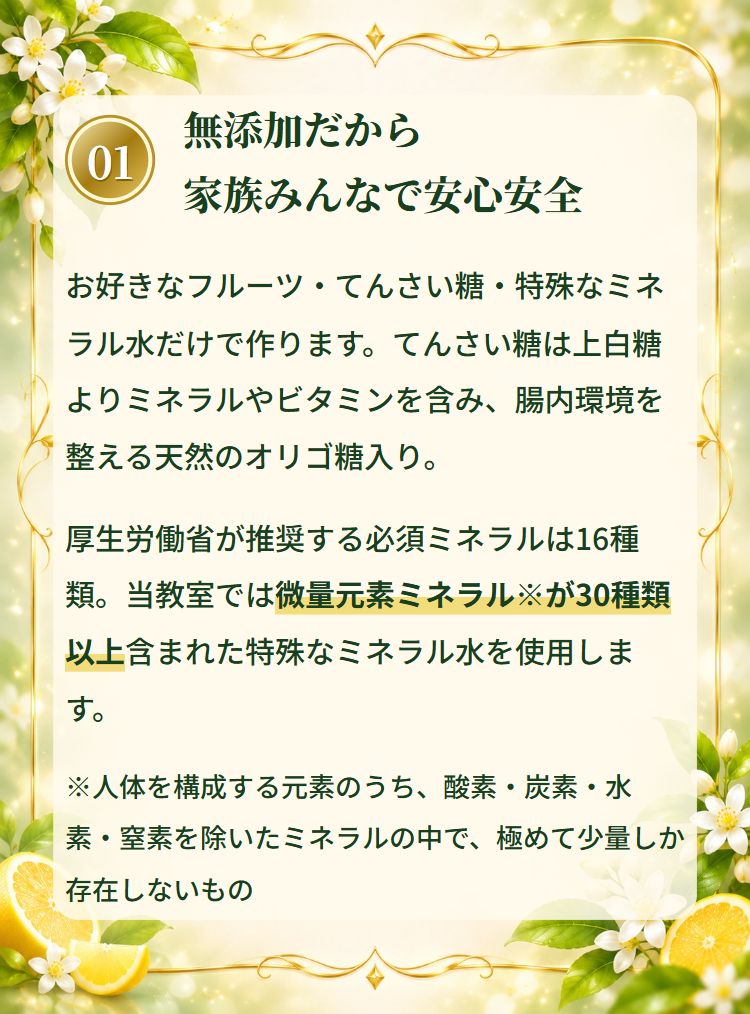 01
無添加だから
家族みんなで安心安全
お好きなフルーツ・てんさい糖・特殊なミネ
ラル水だけで作ります。てんさい糖は上白糖
よりミネラルやビタミンを含み、腸内環境を
整える天然のオリゴ糖入り。
厚生労働省が推奨する必須ミネラルは16種
類。当教室では微量元素ミネラル※が30種類
以上含まれた特殊なミネラル水を使用しま
す。
※人体を構成する元素のうち、酸素・炭素・水
素・窒素を除いたミネラルの中で、極めて少量しか
存在しないもの